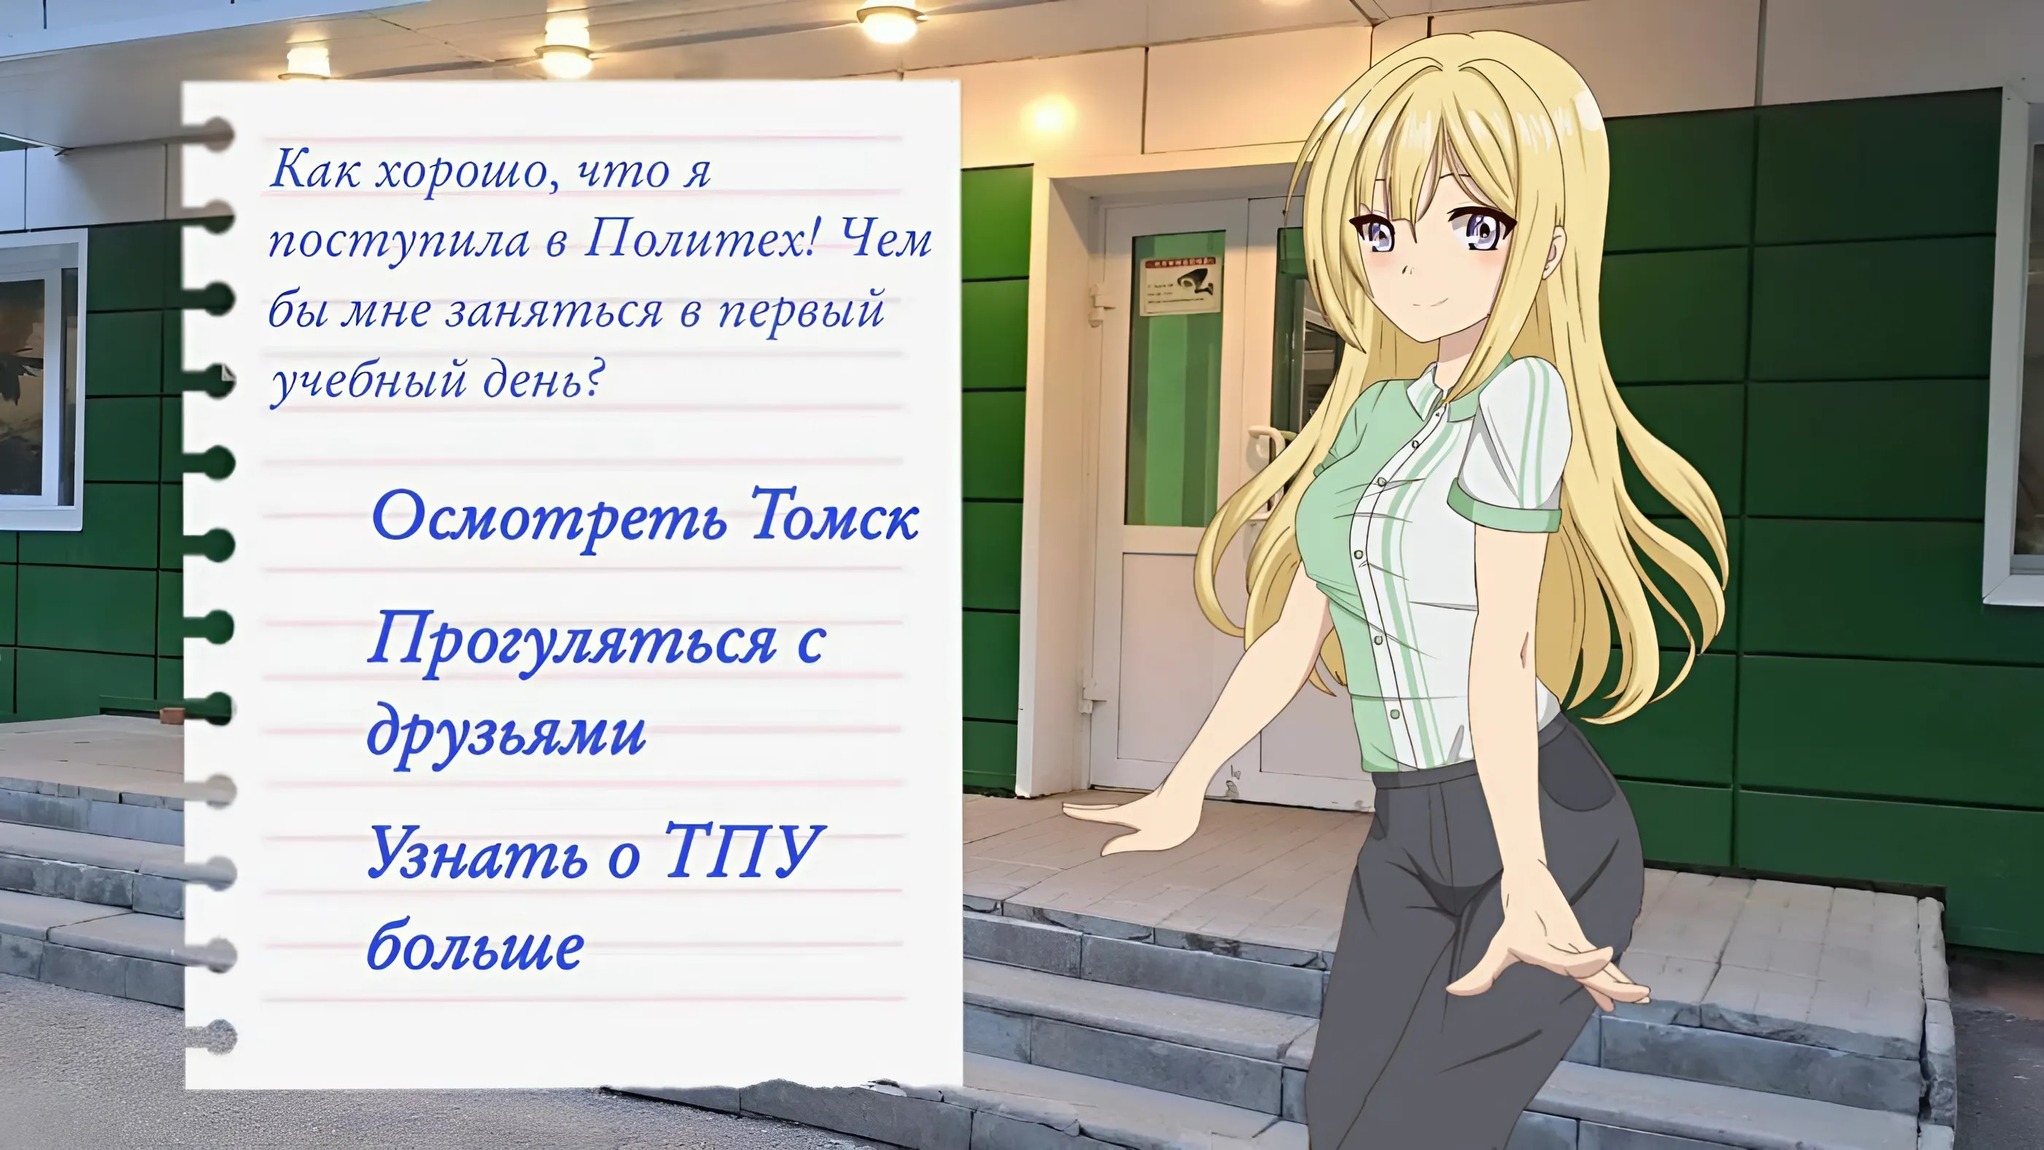 Как хорошо, что я
поступила в Политех! Чем
бы мне заняться в первый
учебный день?
Осмотреть Томск
Прогуляться с
друзьями
Узнать о ТПУ
больше